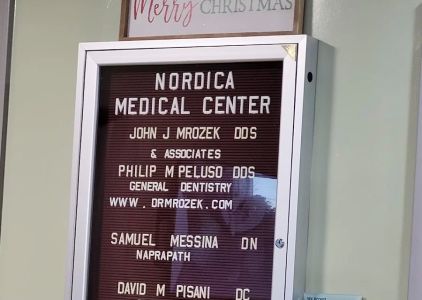 Merry CHRISTMAS
NORDICA
MEDICAL CENTER
JOHN J MROZEK DDS
& ASSOCIATES
PHILIP M PELUSO DDS
GENERAL DENTISTRY
WWW. DRMROZEK.COM
SAMUEL MESSINA DN
NAPRAPATH
DAVID M PISANI DC